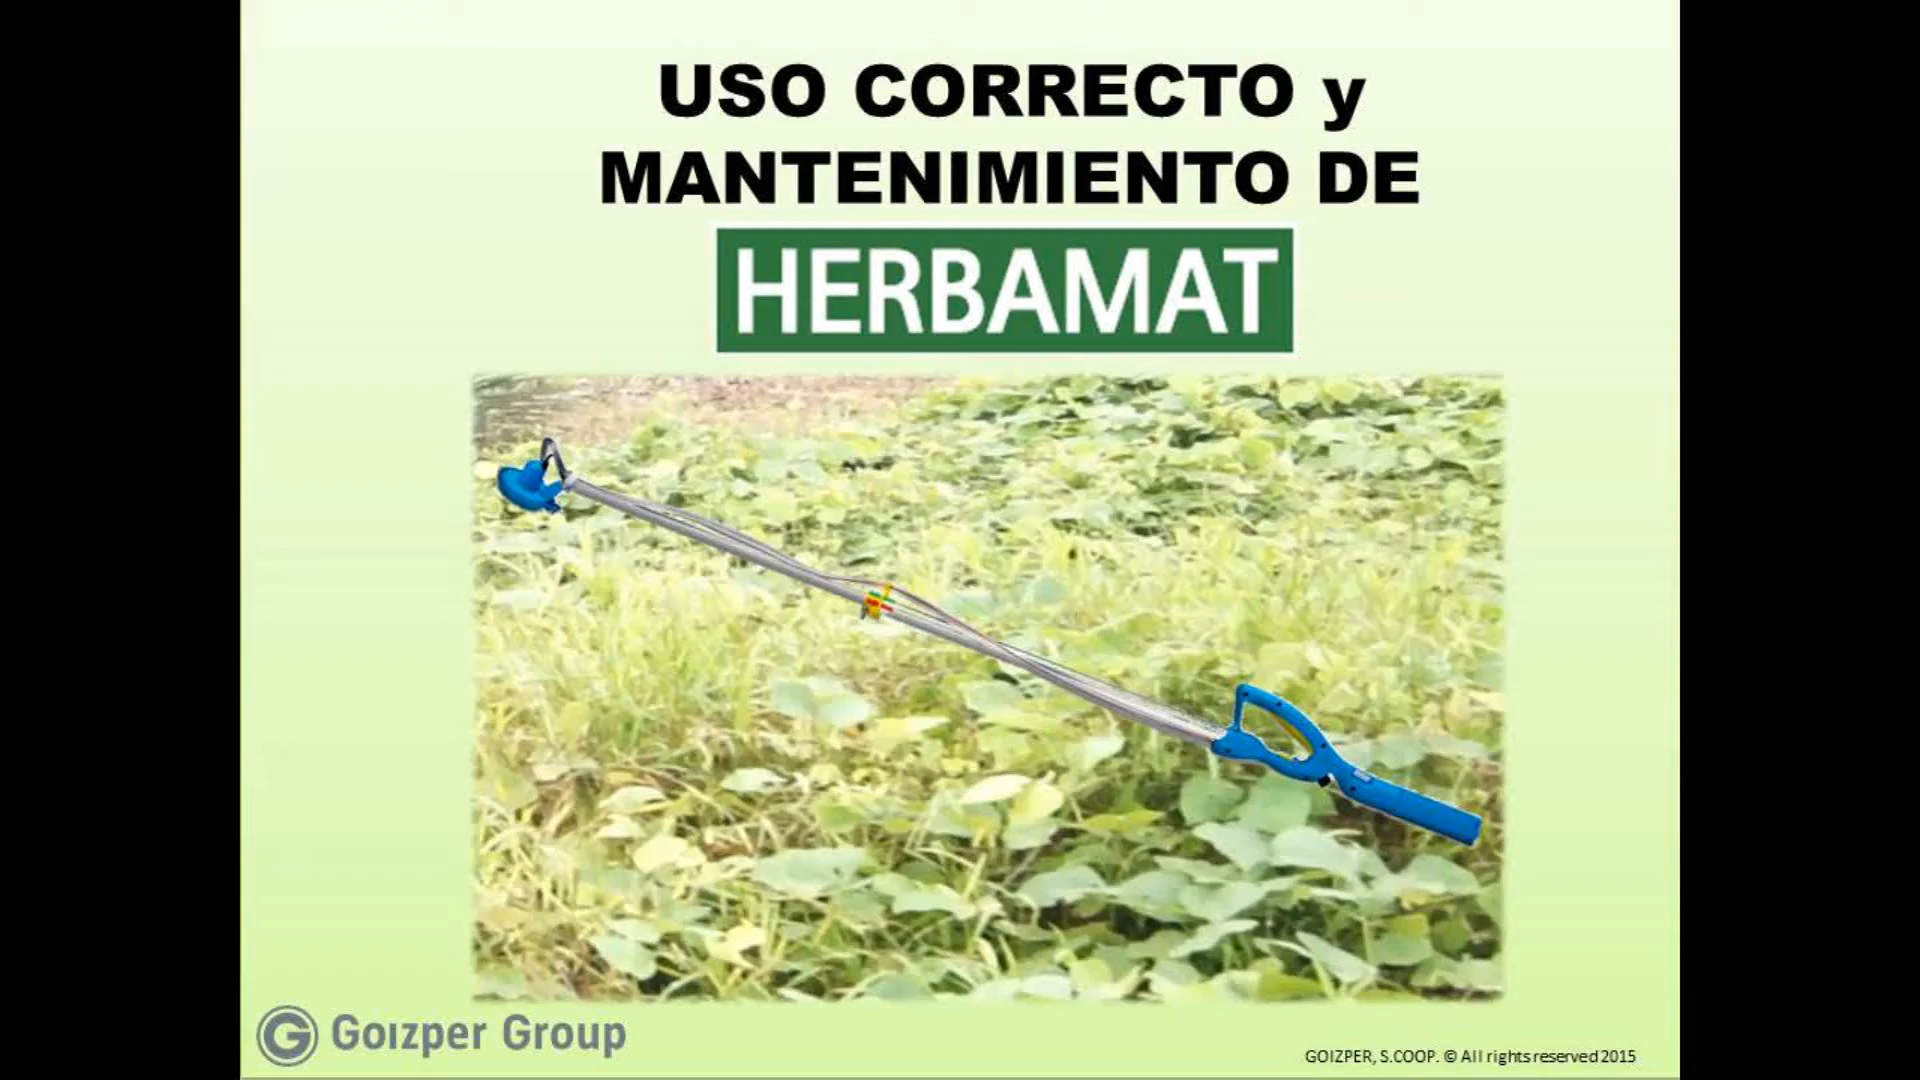 USO CORRECTO y
MANTENIMIENTO DE
HERBAMAT
Goizper Group
GOIZPER, S.COOP. © All rights reserved 2015